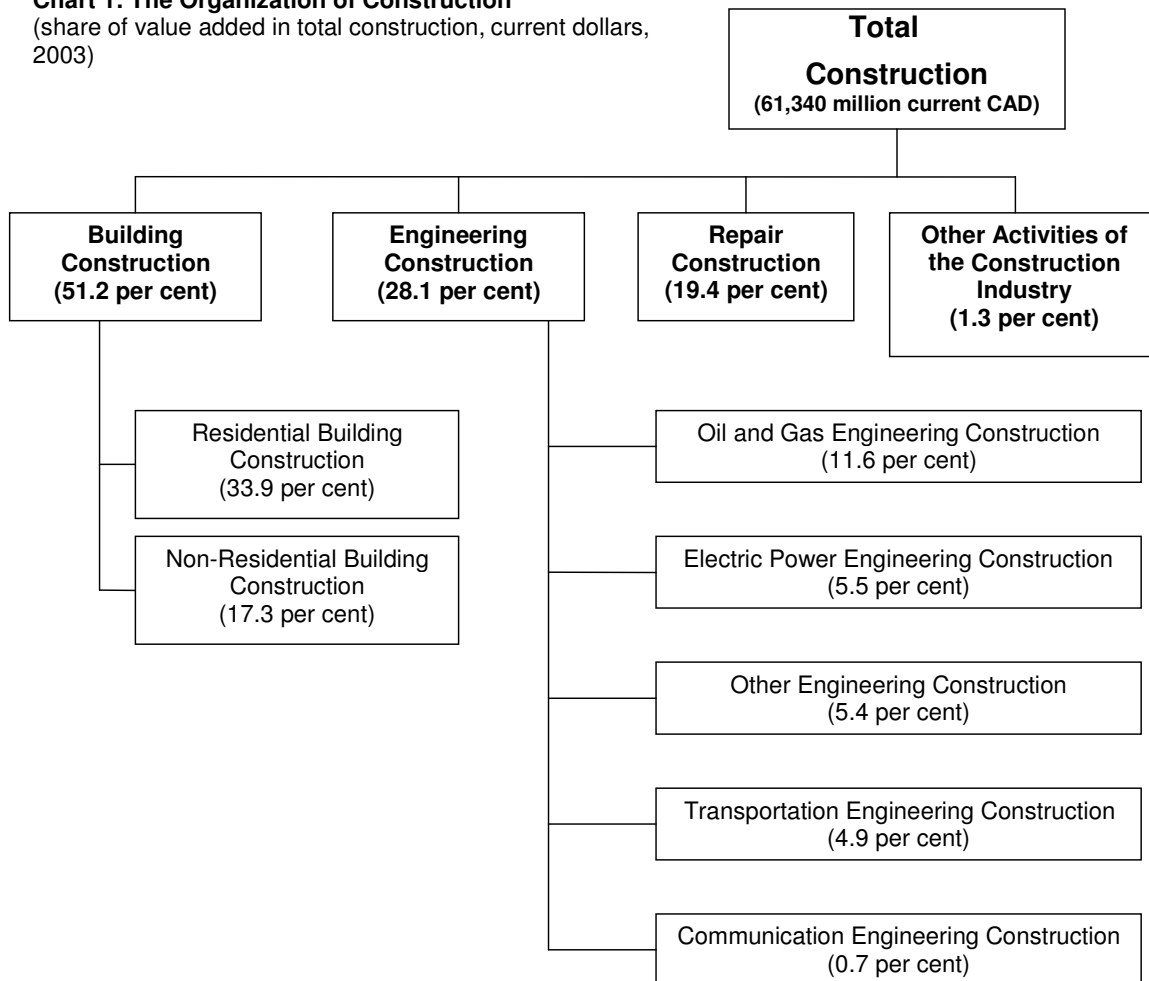 Chart 1: The Organization of Construction
(share of value added in total construction, current dollars,
2003)
Total
Construction
(61,340 million current CAD)
Building
Construction
(51.2 per cent)
Engineering
Construction
(28.1 per cent)
Repair
Construction
(19.4 per cent)
Other Activities of
the Construction
Industry
(1.3 per cent)
Residential Building
Construction
(33.9 per cent)
Non-Residential Building
Construction
(17.3 per cent)
Oil and Gas Engineering Construction
(11.6 per cent)
Electric Power Engineering Construction
(5.5 per cent)
Other Engineering Construction
(5.4 per cent)
Transportation Engineering Construction
(4.9 per cent)
Communication Engineering Construction
(0.7 per cent)